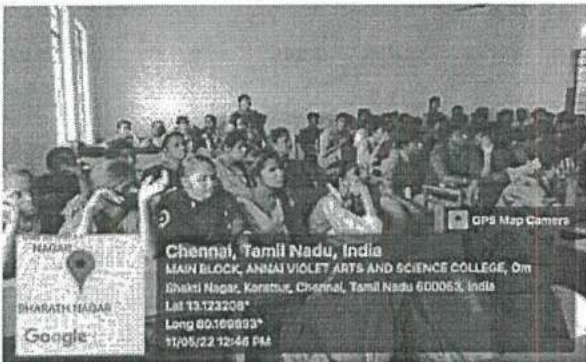 GPS Map Camera
NAGAR
BHARATH NAGAR
Google
Chennai, Tamil Nadu, India
MAIN BLOCK, ANNAI VIOLET ARTS AND SCIENCE COLLEGE, Om
Shakti Nagar, Korattur, Chennai, Tamil Nadu 600053, India
Lat 13.123208°
Long 80.169893°
11/05/22 12:46 PM